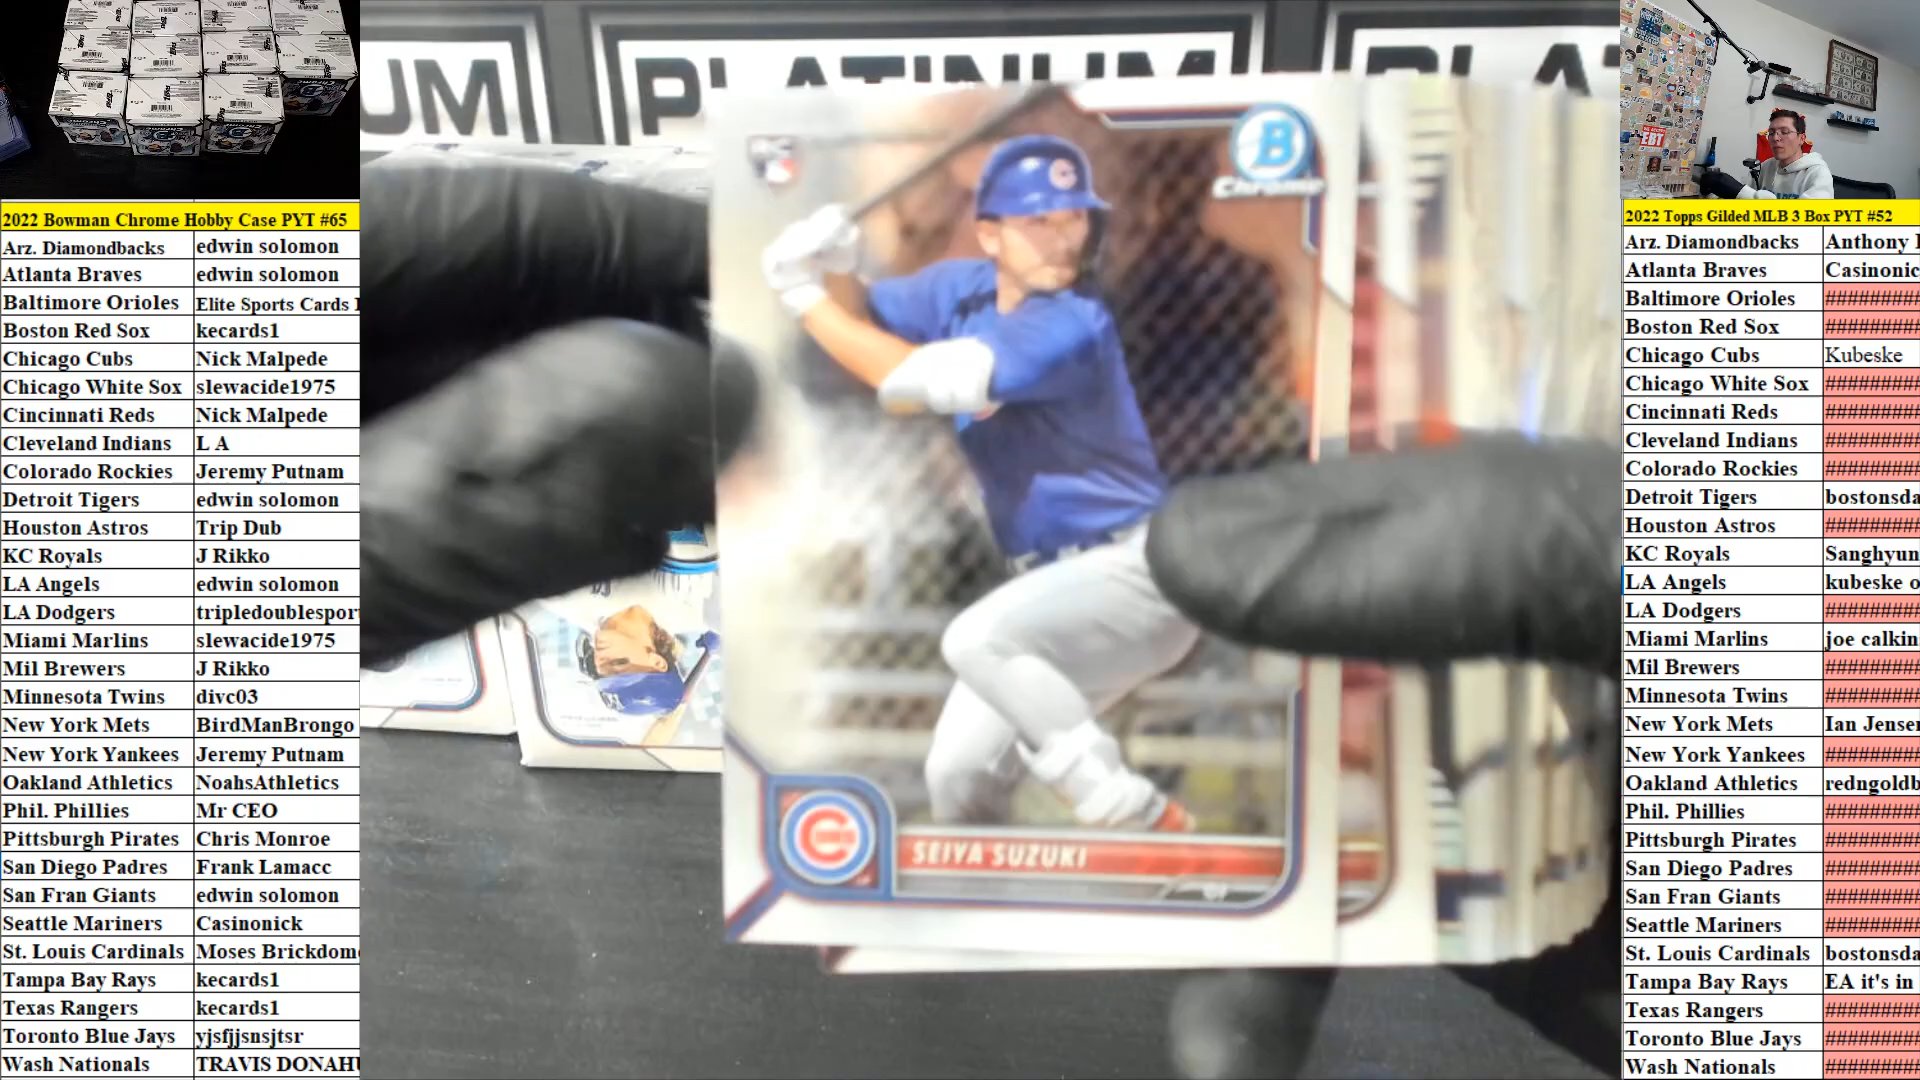 UM
PLATINUM
PLA
B
Chrome
RC
SEIYA SUZUKI
2022 Bowman Chrome Hobby Case PYT #65
Arz. Diamondbacks edwin solomon
Atlanta Braves edwin solomon
Baltimore Orioles Elite Sports Cards
Boston Red Sox kecards1
Chicago Cubs Nick Malpede
Chicago White Sox slewacide1975
Cincinnati Reds Nick Malpede
Cleveland Indians L A
Colorado Rockies Jeremy Putnam
Detroit Tigers edwin solomon
Houston Astros Trip Dub
KC Royals J Rikko
LA Angels edwin solomon
LA Dodgers tripledoublespor
Miami Marlins slewacide1975
Mil Brewers J Rikko
Minnesota Twins divc03
New York Mets BirdManBrongo
New York Yankees Jeremy Putnam
Oakland Athletics NoahsAthletics
Phil. Phillies Mr CEO
Pittsburgh Pirates Chris Monroe
San Diego Padres Frank Lamacc
San Fran Giants edwin solomon
Seattle Mariners Casinonick
St. Louis Cardinals Moses Brickdom
Tampa Bay Rays kecards1
Texas Rangers kecards1
Toronto Blue Jays yjsfjjsnsjtsr
Wash Nationals TRAVIS DONAH
EBT
2022 Topps Gilded MLB 3 Box PYT #52
Arz. Diamondbacks Anthony
Atlanta Braves Casinonic
Baltimore Orioles #########
Boston Red Sox #########
Chicago Cubs Kubeske
Chicago White Sox #########
Cincinnati Reds #########
Cleveland Indians #########
Colorado Rockies #########
Detroit Tigers bostonsda
Houston Astros #########
KC Royals Sanghyun
LA Angels kubeske o
LA Dodgers #########
Miami Marlins joe calkin
Mil Brewers #########
Minnesota Twins #########
New York Mets Ian Jensen
New York Yankees #########
Oakland Athletics redngoldb
Phil. Phillies #########
Pittsburgh Pirates #########
San Diego Padres #########
San Fran Giants #########
Seattle Mariners #########
St. Louis Cardinals bostonsda
Tampa Bay Rays EA it's in
Texas Rangers #########
Toronto Blue Jays #########
Wash Nationals #########